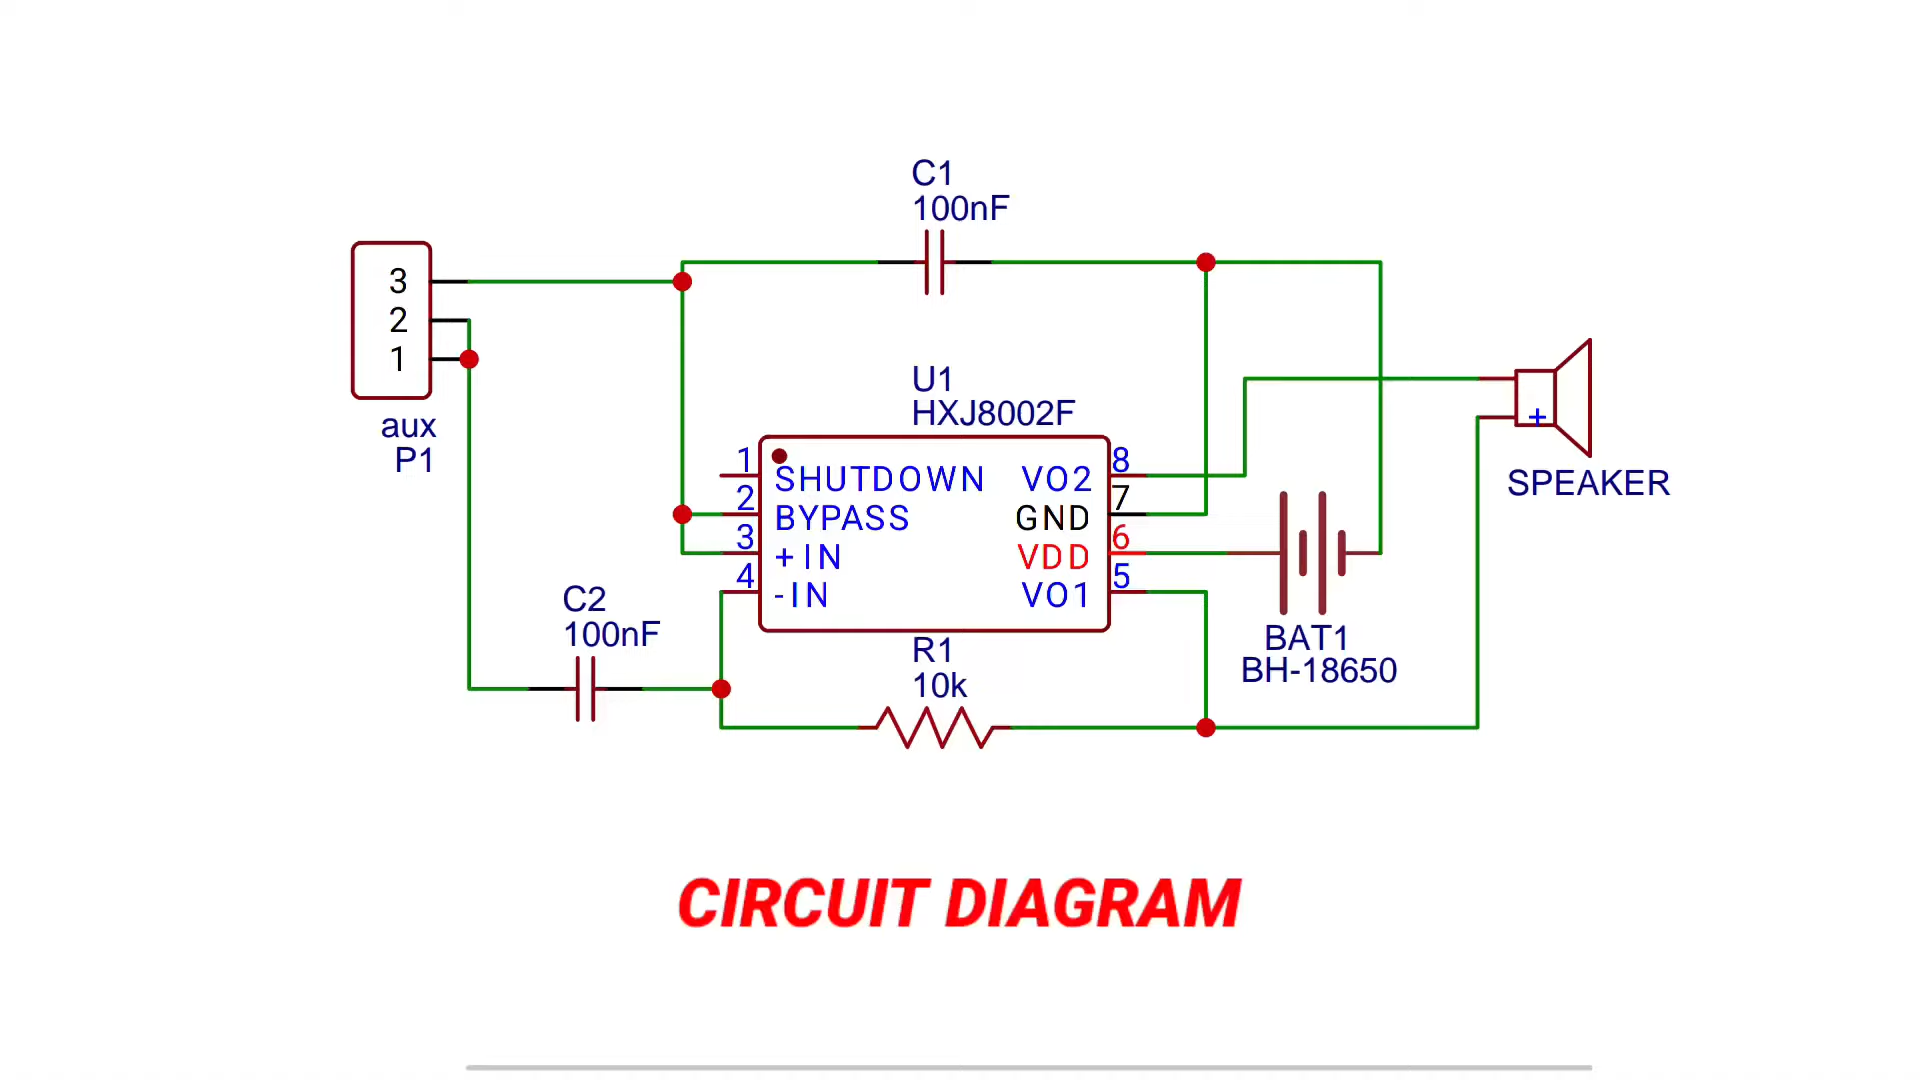 C1
100nF
3
2
1
aux
P1
U1
HXJ8002F
1 SHUTDOWN VO2 8
2 BYPASS GND 7
3 +IN VDD 6
4 -IN VO1 5
+
SPEAKER
C2
100nF
R1
10k
BAT1
BH-18650
CIRCUIT DIAGRAM